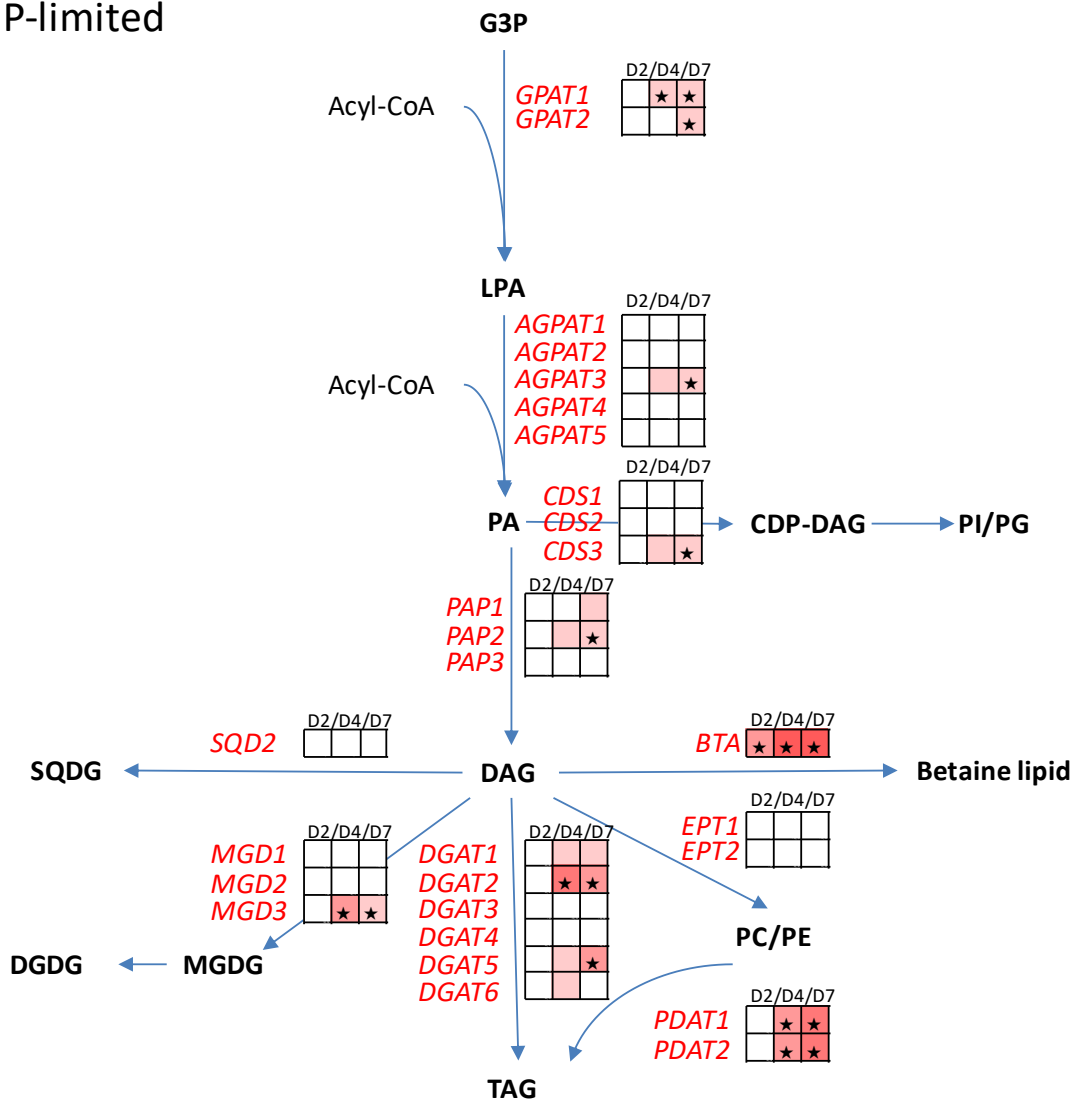 P-limited
G3P
D2/D4/D7
Acyl-CoA
GPAT1
GPAT2
LPA
D2/D4/D7
AGPAT1
AGPAT2
Acyl-CoA
AGPAT3
AGPAT4
AGPAT5
D2/D4/D7
CDS1
PA
CDS2
CDP-DAG
PI/PG
CDS3
D2/D4/D7
PAP1
PAP2
PAP3
D2/D4/D7
SQD2
D2/D4/D7
BTA
SQDG
DAG
Betaine lipid
D2/D4/D7
EPT1
EPT2
D2/D4/D7
MGD1
MGD2
MGD3
D2/D4/D7
DGAT1
DGAT2
DGAT3
DGAT4
DGAT5
DGAT6
PC/PE
DGDG
MGDG
D2/D4/D7
PDAT1
PDAT2
TAG